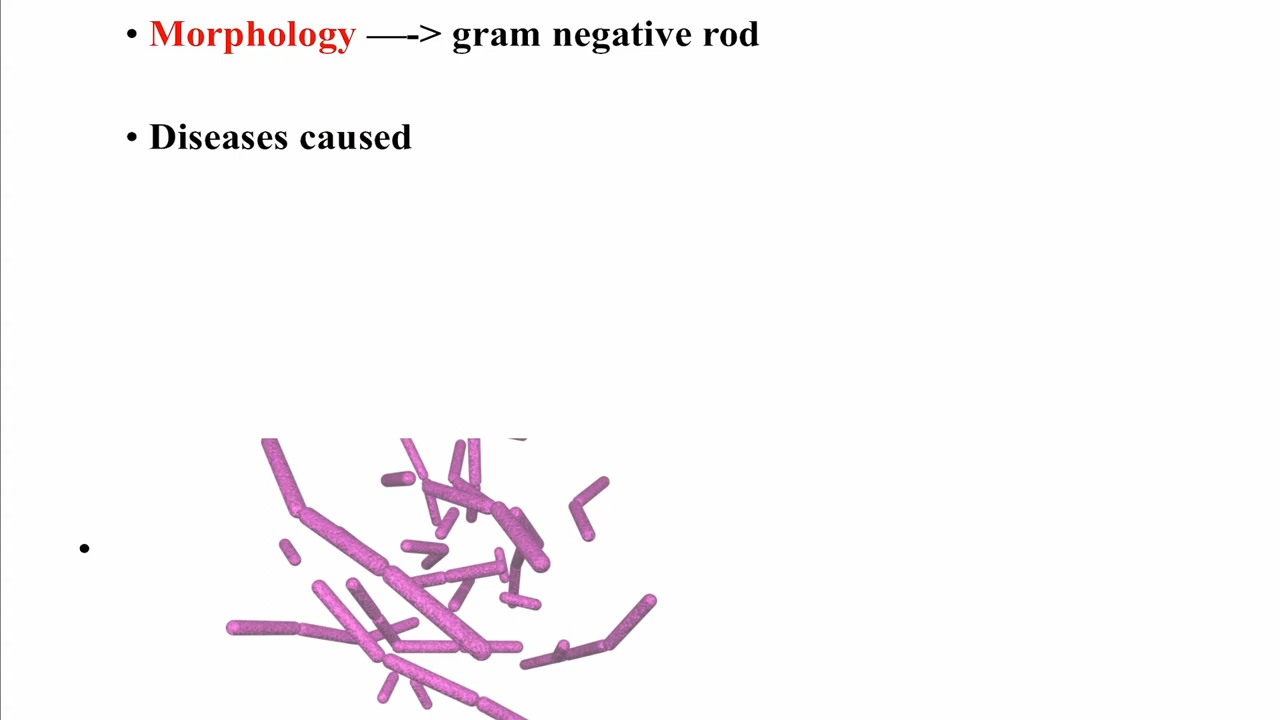 • Morphology —-> gram negative rod
• Diseases caused
•